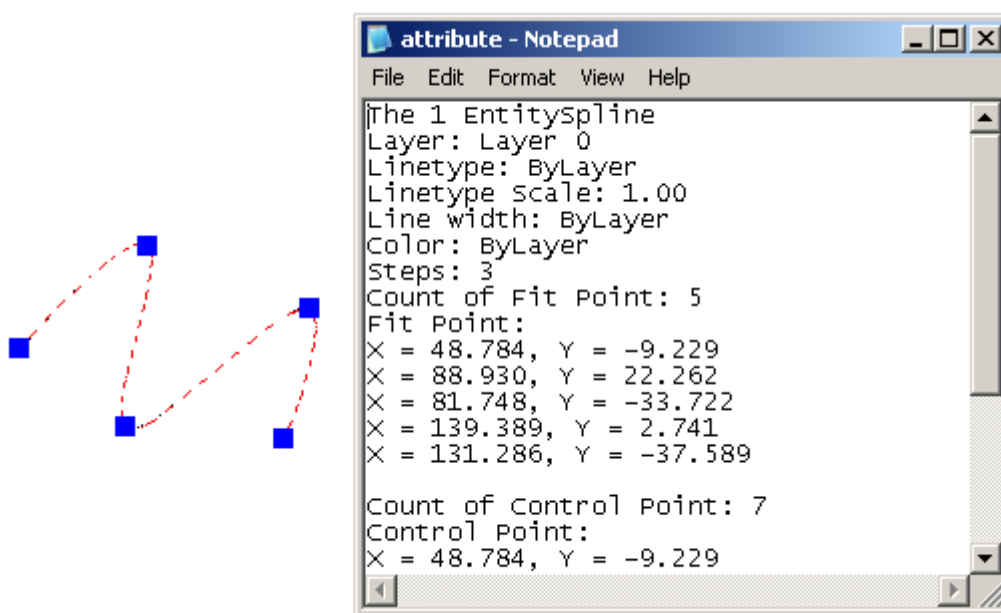 attribute - Notepad
File Edit Format View Help
The 1 EntitySpline
Layer: Layer 0
Linetype: ByLayer
Linetype Scale: 1.00
Line width: ByLayer
Color: ByLayer
Steps: 3
Count of Fit Point: 5
Fit Point:
X = 48.784, Y = -9.229
X = 88.930, Y = 22.262
X = 81.748, Y = -33.722
X = 139.389, Y = 2.741
X = 131.286, Y = -37.589
Count of Control Point: 7
Control Point:
X = 48.784, Y = -9.229